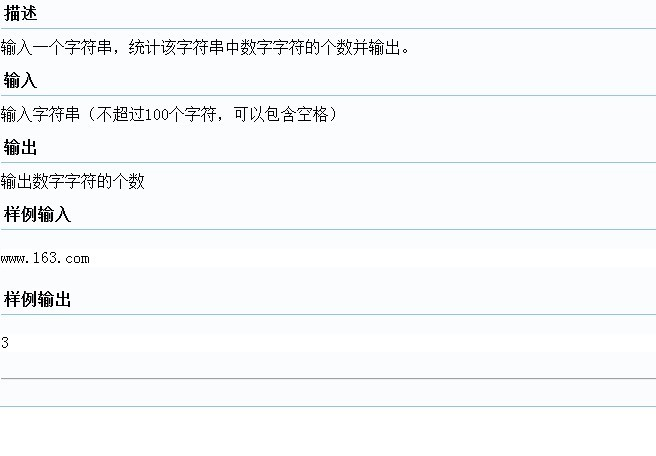 描述
输入一个字符串，统计该字符串中数字字符的个数并输出。
输入
输入字符串（不超过100个字符，可以包含空格）
输出
输出数字字符的个数
样例输入
www.163.com
样例输出
3